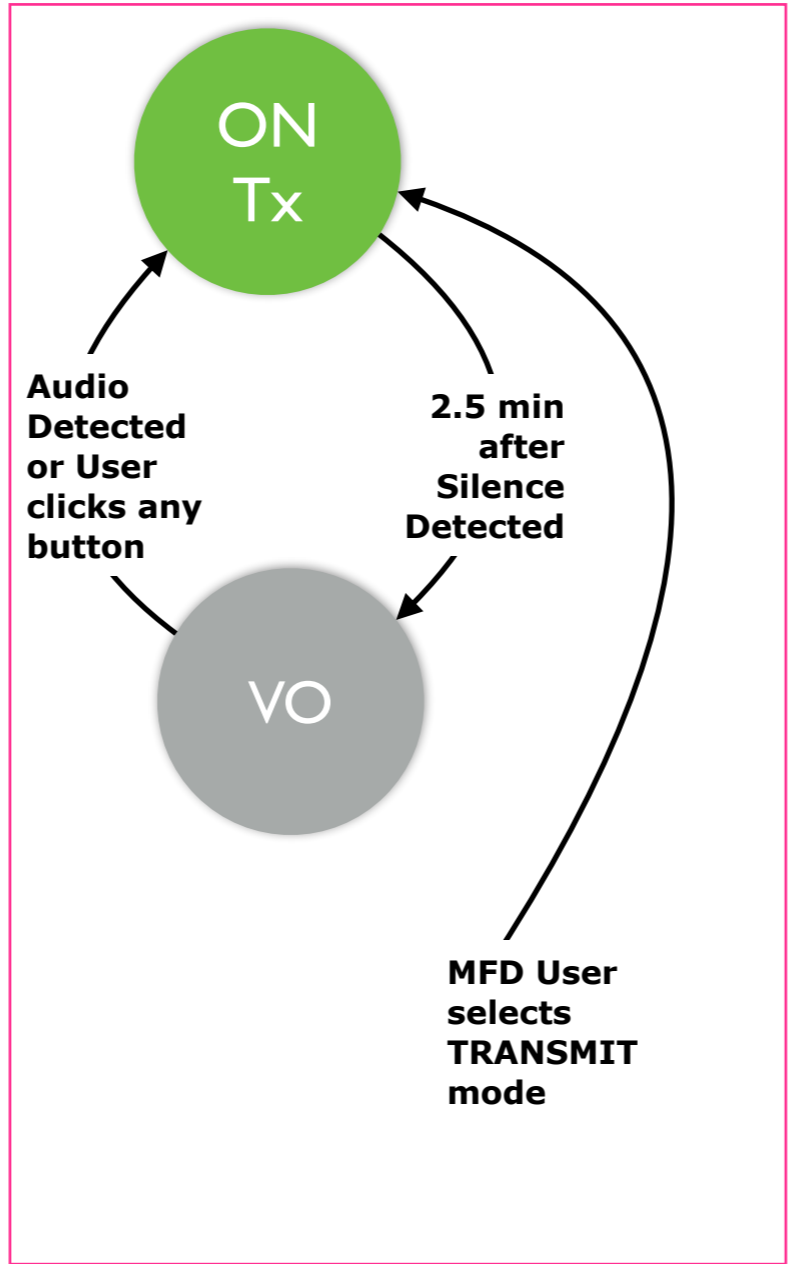 ON
Tx
Audio
Detected
or User
clicks any
button
2.5 min
after
Silence
Detected
VO
MFD User
selects
TRANSMIT
mode